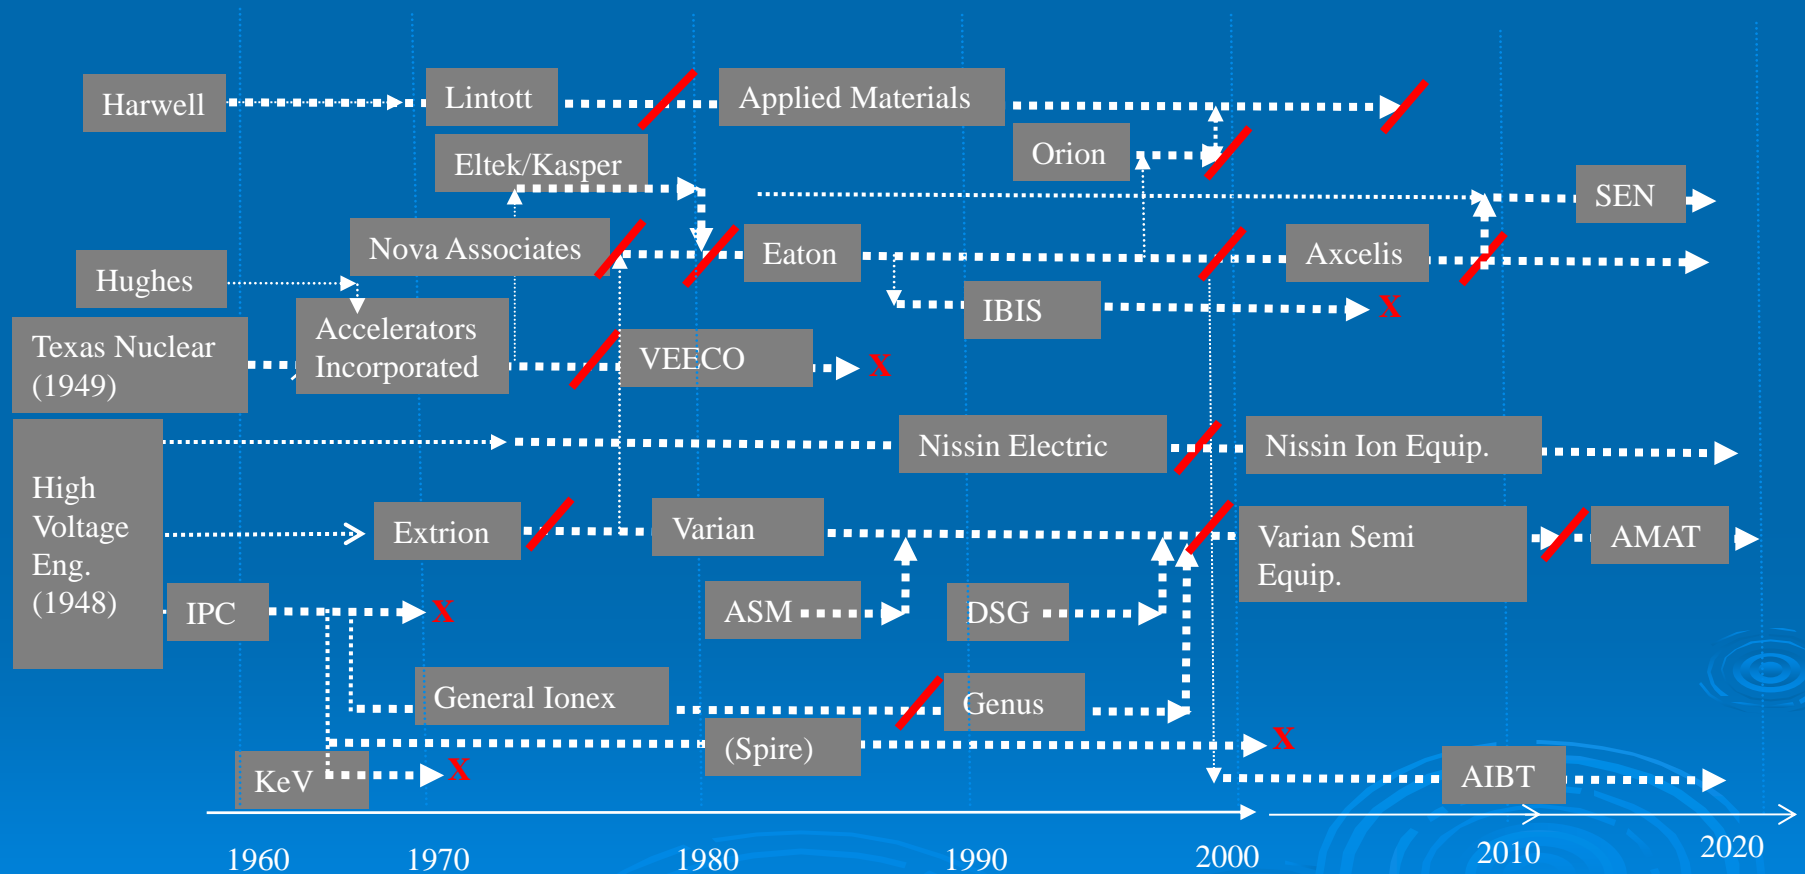 Harwell
Lintott
Applied Materials
Eltek/Kasper
Orion
SEN
Nova Associates
Eaton
Axcelis
Hughes
IBIS
X
Texas Nuclear
(1949)
Accelerators
Incorporated
VEECO
X
Nissin Electric
Nissin Ion Equip.
High
Voltage
Eng.
(1948)
Extrion
Varian
Varian Semi
Equip.
AMAT
IPC
X
ASM
DSG
General Ionex
Genus
(Spire)
X
KeV
X
AIBT
1960
1970
1980
1990
2000
2010
2020